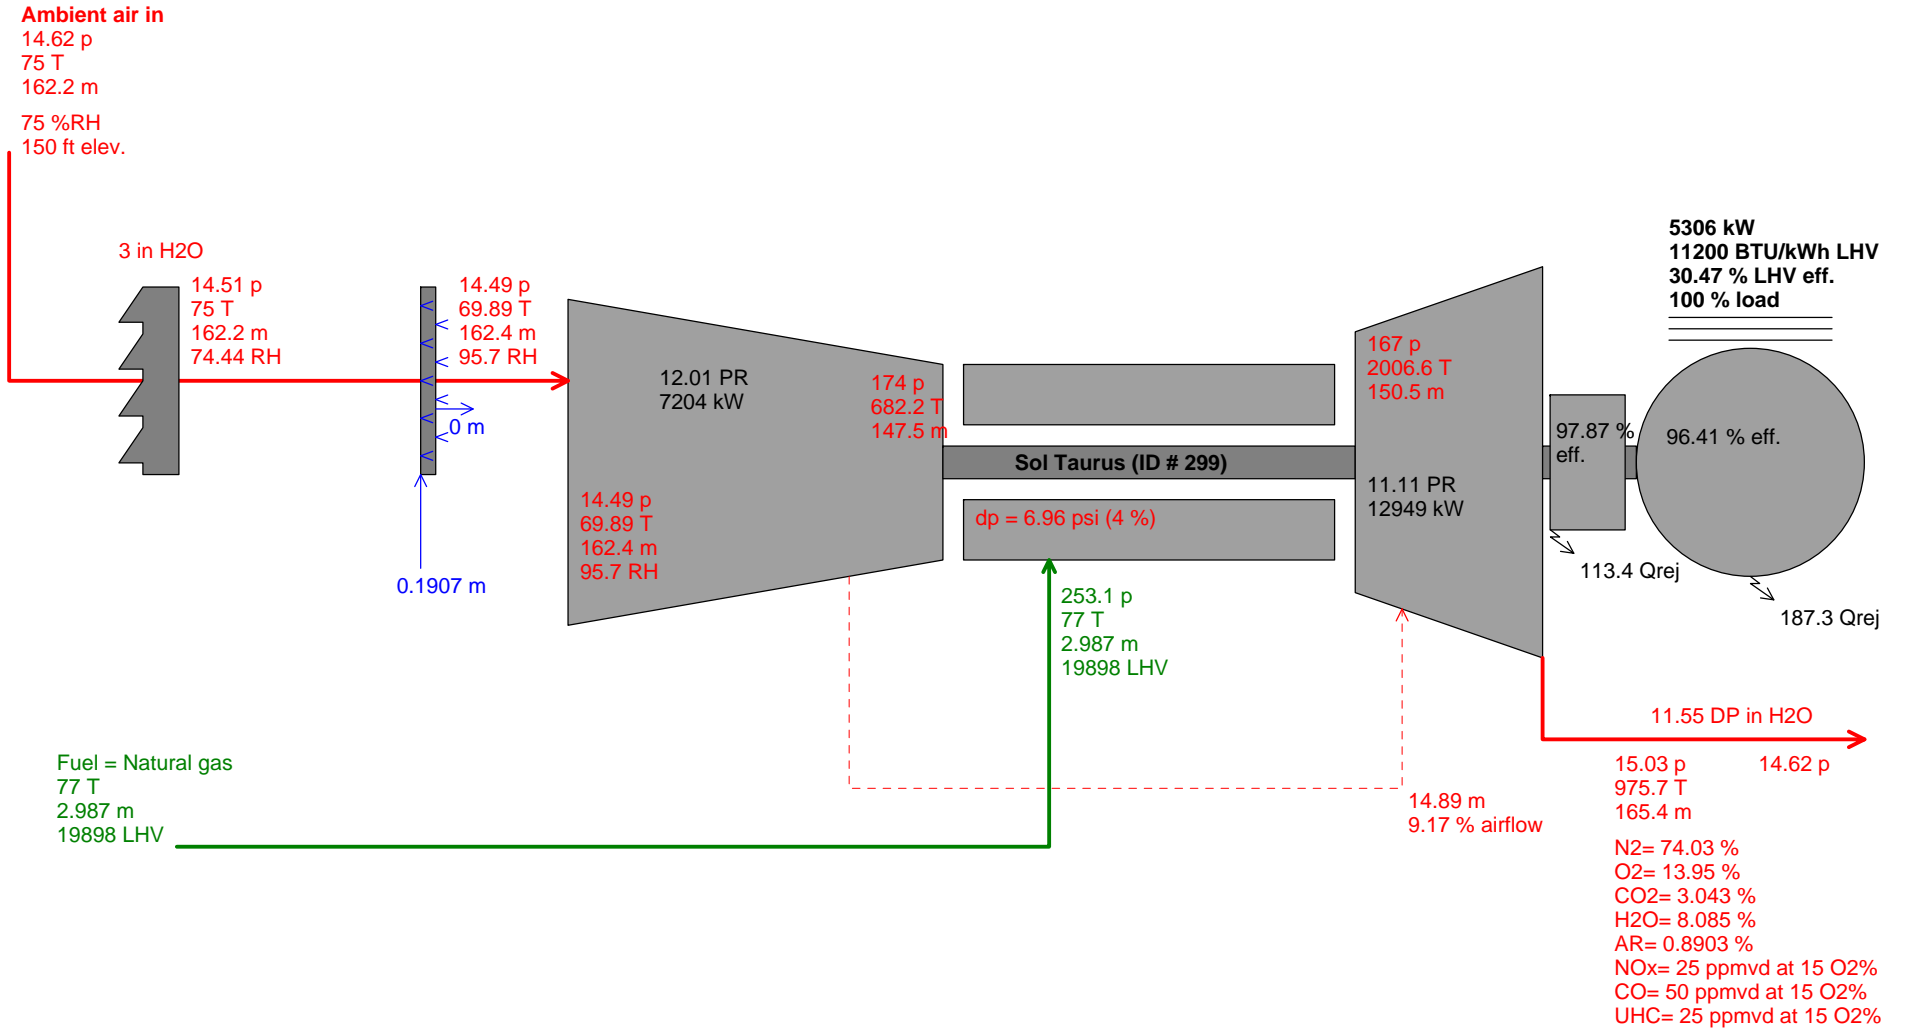 Ambient air in
14.62 p
75 T
162.2 m
75 %RH
150 ft elev.
3 in H2O
14.51 p
75 T
162.2 m
74.44 RH
14.49 p
69.89 T
162.4 m
95.7 RH
0 m
0.1907 m
12.01 PR
7204 kW
174 p
682.2 T
147.5 m
14.49 p
69.89 T
162.4 m
95.7 RH
Sol Taurus (ID # 299)
dp = 6.96 psi (4 %)
253.1 p
77 T
2.987 m
19898 LHV
Fuel = Natural gas
77 T
2.987 m
19898 LHV
167 p
2006.6 T
150.5 m
11.11 PR
12949 kW
14.89 m
9.17 % airflow
97.87 %
eff.
113.4 Qrej
5306 kW
11200 BTU/kWh LHV
30.47 % LHV eff.
100 % load
96.41 % eff.
187.3 Qrej
11.55 DP in H2O
15.03 p
975.7 T
165.4 m
14.62 p
N2= 74.03 %
O2= 13.95 %
CO2= 3.043 %
H2O= 8.085 %
AR= 0.8903 %
NOx= 25 ppmvd at 15 O2%
CO= 50 ppmvd at 15 O2%
UHC= 25 ppmvd at 15 O2%